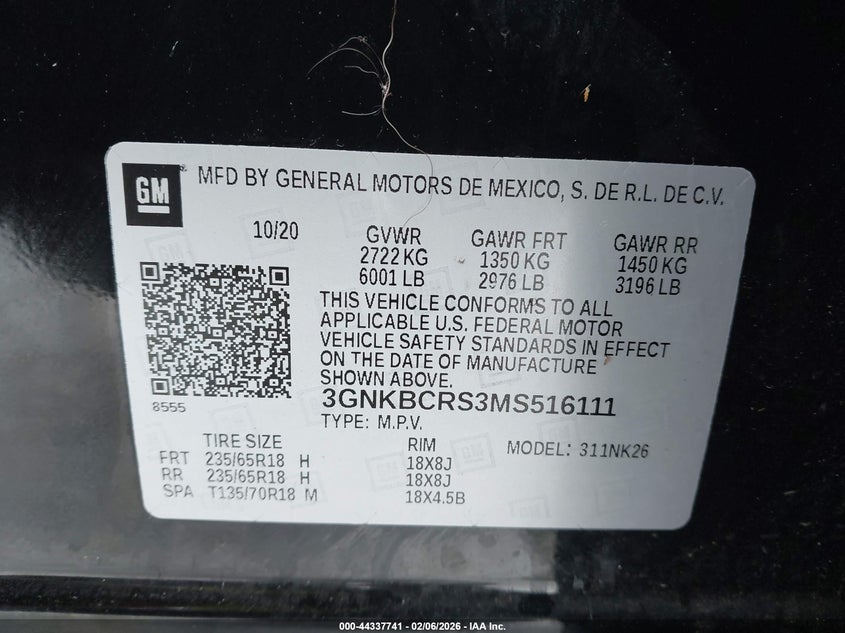 GM® MFD BY GENERAL MOTORS DE MEXICO, S. DE R.L. DE C.V.
10/20 GVWR GAWR FRT GAWR RR
2722 KG 1350 KG 1450 KG
6001 LB 2976 LB 3196 LB
THIS VEHICLE CONFORMS TO ALL
APPLICABLE U.S. FEDERAL MOTOR
VEHICLE SAFETY STANDARDS IN EFFECT
ON THE DATE OF MANUFACTURE
SHOWN ABOVE.
8555
3GNKBCRS3MS516111
TYPE: M.P.V.
TIRE SIZE RIM MODEL: 311NK26
FRT 235/65R18 H 18X8J
RR 235/65R18 H 18X8J
SPA T135/70R18 M 18X4.5B
000-44337741 - 02/06/2026 - IAA Inc.